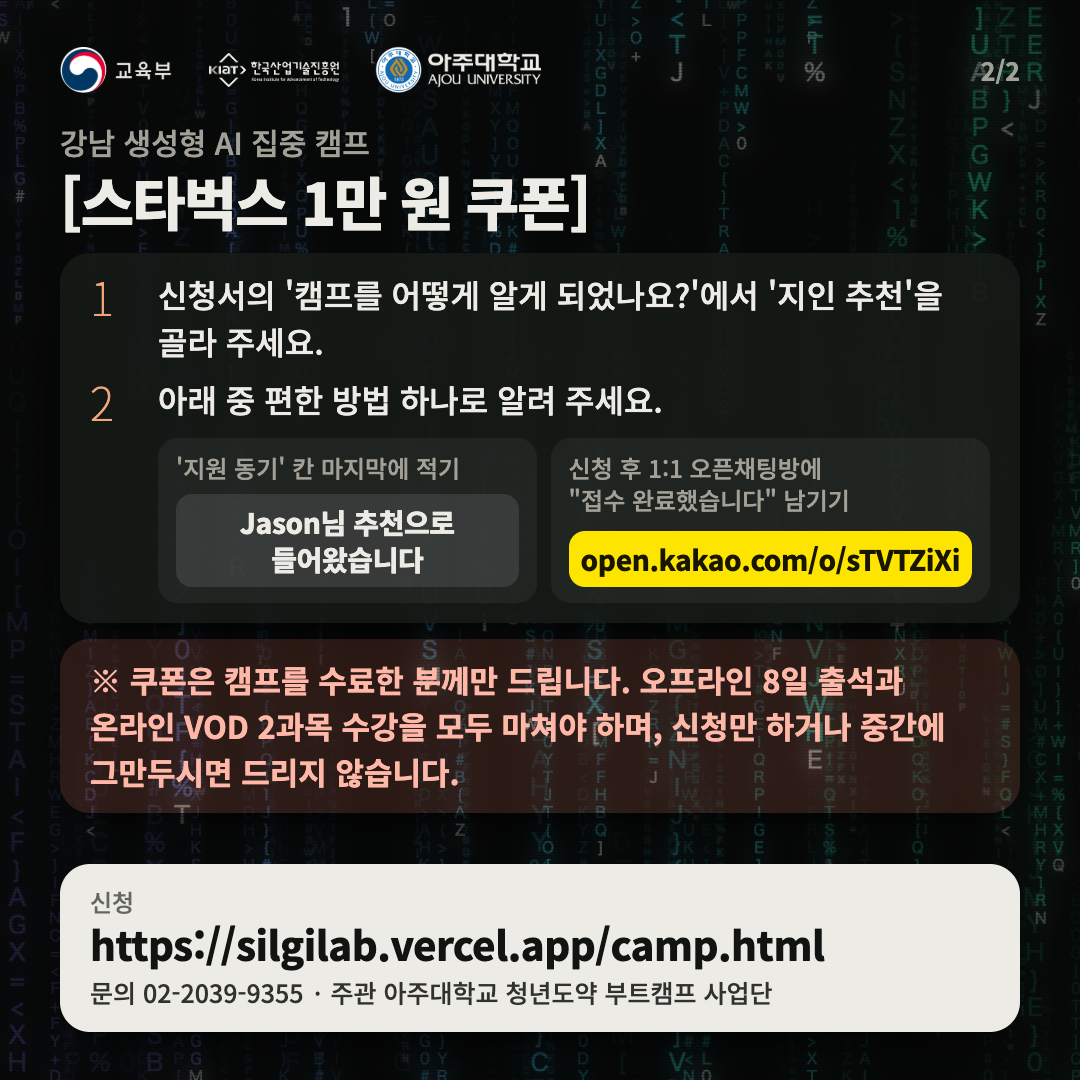 교육부
KIAT 한국산업기술진흥원
Korea Institute for Advancement of Technology
아주대학교
AJOU UNIVERSITY
2/2
강남 생성형 AI 집중 캠프
[스타벅스 1만 원 쿠폰]
1 신청서의 '캠프를 어떻게 알게 되었나요?'에서 '지인 추천'을
골라 주세요.
2 아래 중 편한 방법 하나로 알려 주세요.
'지원 동기' 칸 마지막에 적기
Jason님 추천으로
들어왔습니다
신청 후 1:1 오픈채팅방에
"접수 완료했습니다" 남기기
open.kakao.com/o/sTVTZiXi
※ 쿠폰은 캠프를 수료한 분께만 드립니다. 오프라인 8일 출석과
온라인 VOD 2과목 수강을 모두 마쳐야 하며, 신청만 하거나 중간에
그만두시면 드리지 않습니다.
신청
https://silgilab.vercel.app/camp.html
문의 02-2039-9355 · 주관 아주대학교 청년도약 부트캠프 사업단